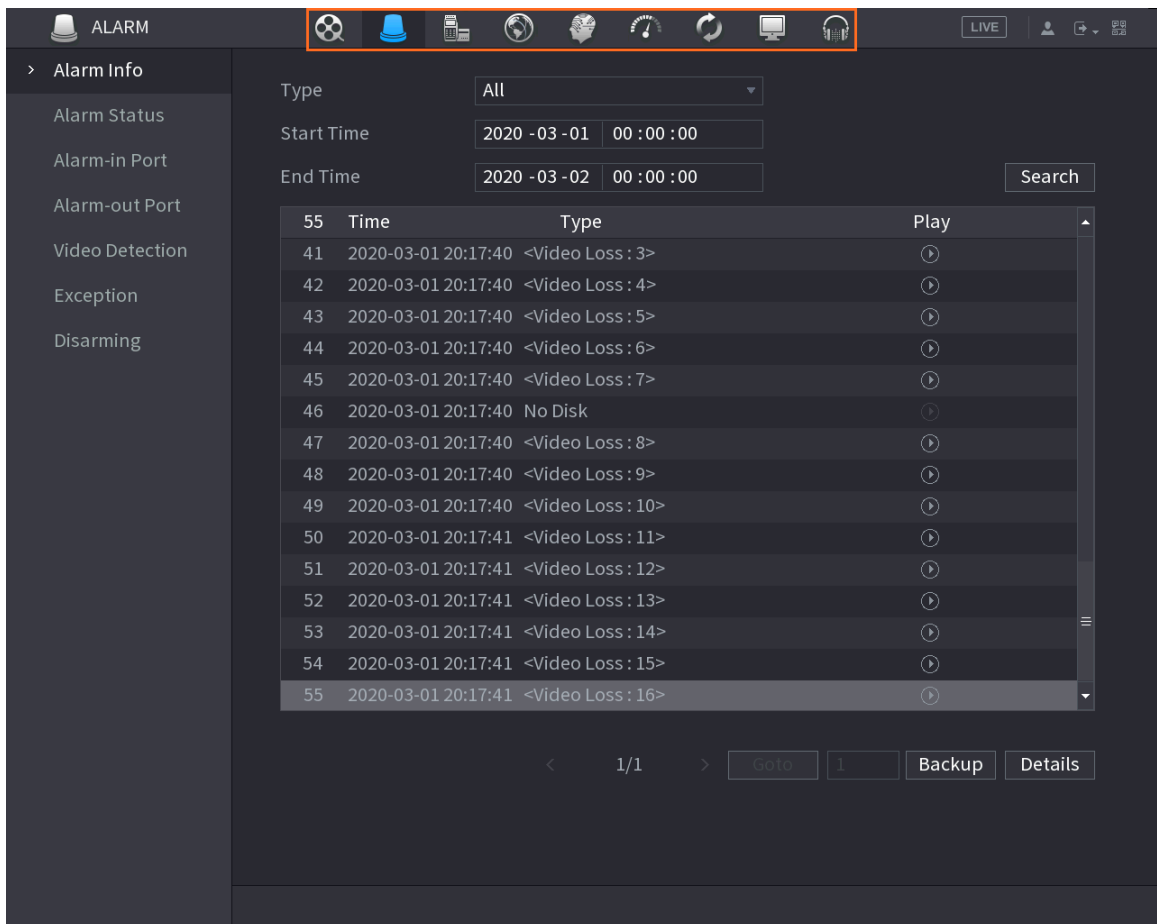 ALARM LIVE
Alarm Info
Alarm Status
Alarm-in Port
Alarm-out Port
Video Detection
Exception
Disarming
Type All
Start Time 2020 -03 -01 00 :00 :00
End Time 2020 -03 -02 00 :00 :00
Search
55 Time Type Play
41 2020-03-01 20:17:40 <Video Loss : 3>
42 2020-03-01 20:17:40 <Video Loss : 4>
43 2020-03-01 20:17:40 <Video Loss : 5>
44 2020-03-01 20:17:40 <Video Loss : 6>
45 2020-03-01 20:17:40 <Video Loss : 7>
46 2020-03-01 20:17:40 No Disk
47 2020-03-01 20:17:40 <Video Loss : 8>
48 2020-03-01 20:17:40 <Video Loss : 9>
49 2020-03-01 20:17:40 <Video Loss : 10>
50 2020-03-01 20:17:41 <Video Loss : 11>
51 2020-03-01 20:17:41 <Video Loss : 12>
52 2020-03-01 20:17:41 <Video Loss : 13>
53 2020-03-01 20:17:41 <Video Loss : 14>
54 2020-03-01 20:17:41 <Video Loss : 15>
55 2020-03-01 20:17:41 <Video Loss : 16>
< 1/1 > Goto 1 Backup Details